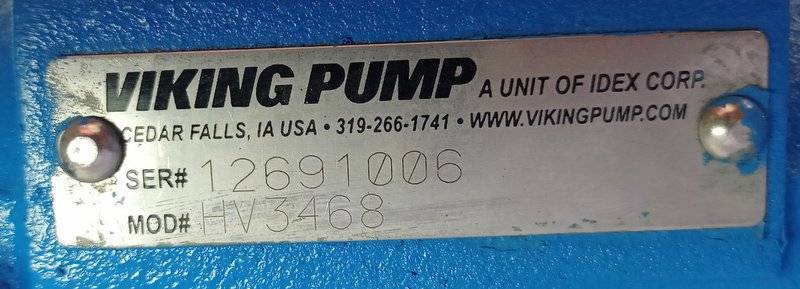 VIKING PUMP A UNIT OF IDEX CORP.
CEDAR FALLS, IA USA • 319-266-1741 • WWW.VIKINGPUMP.COM
SER# 12691006
MOD# HV3468